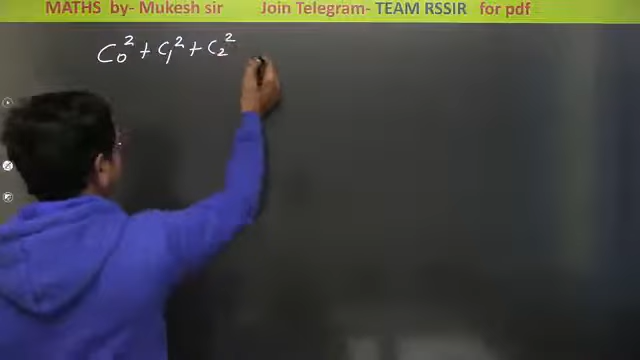 MATHS by- Mukesh sir Join Telegram- TEAM RSSIR for pdf
C₀² + C₁² + C₂²